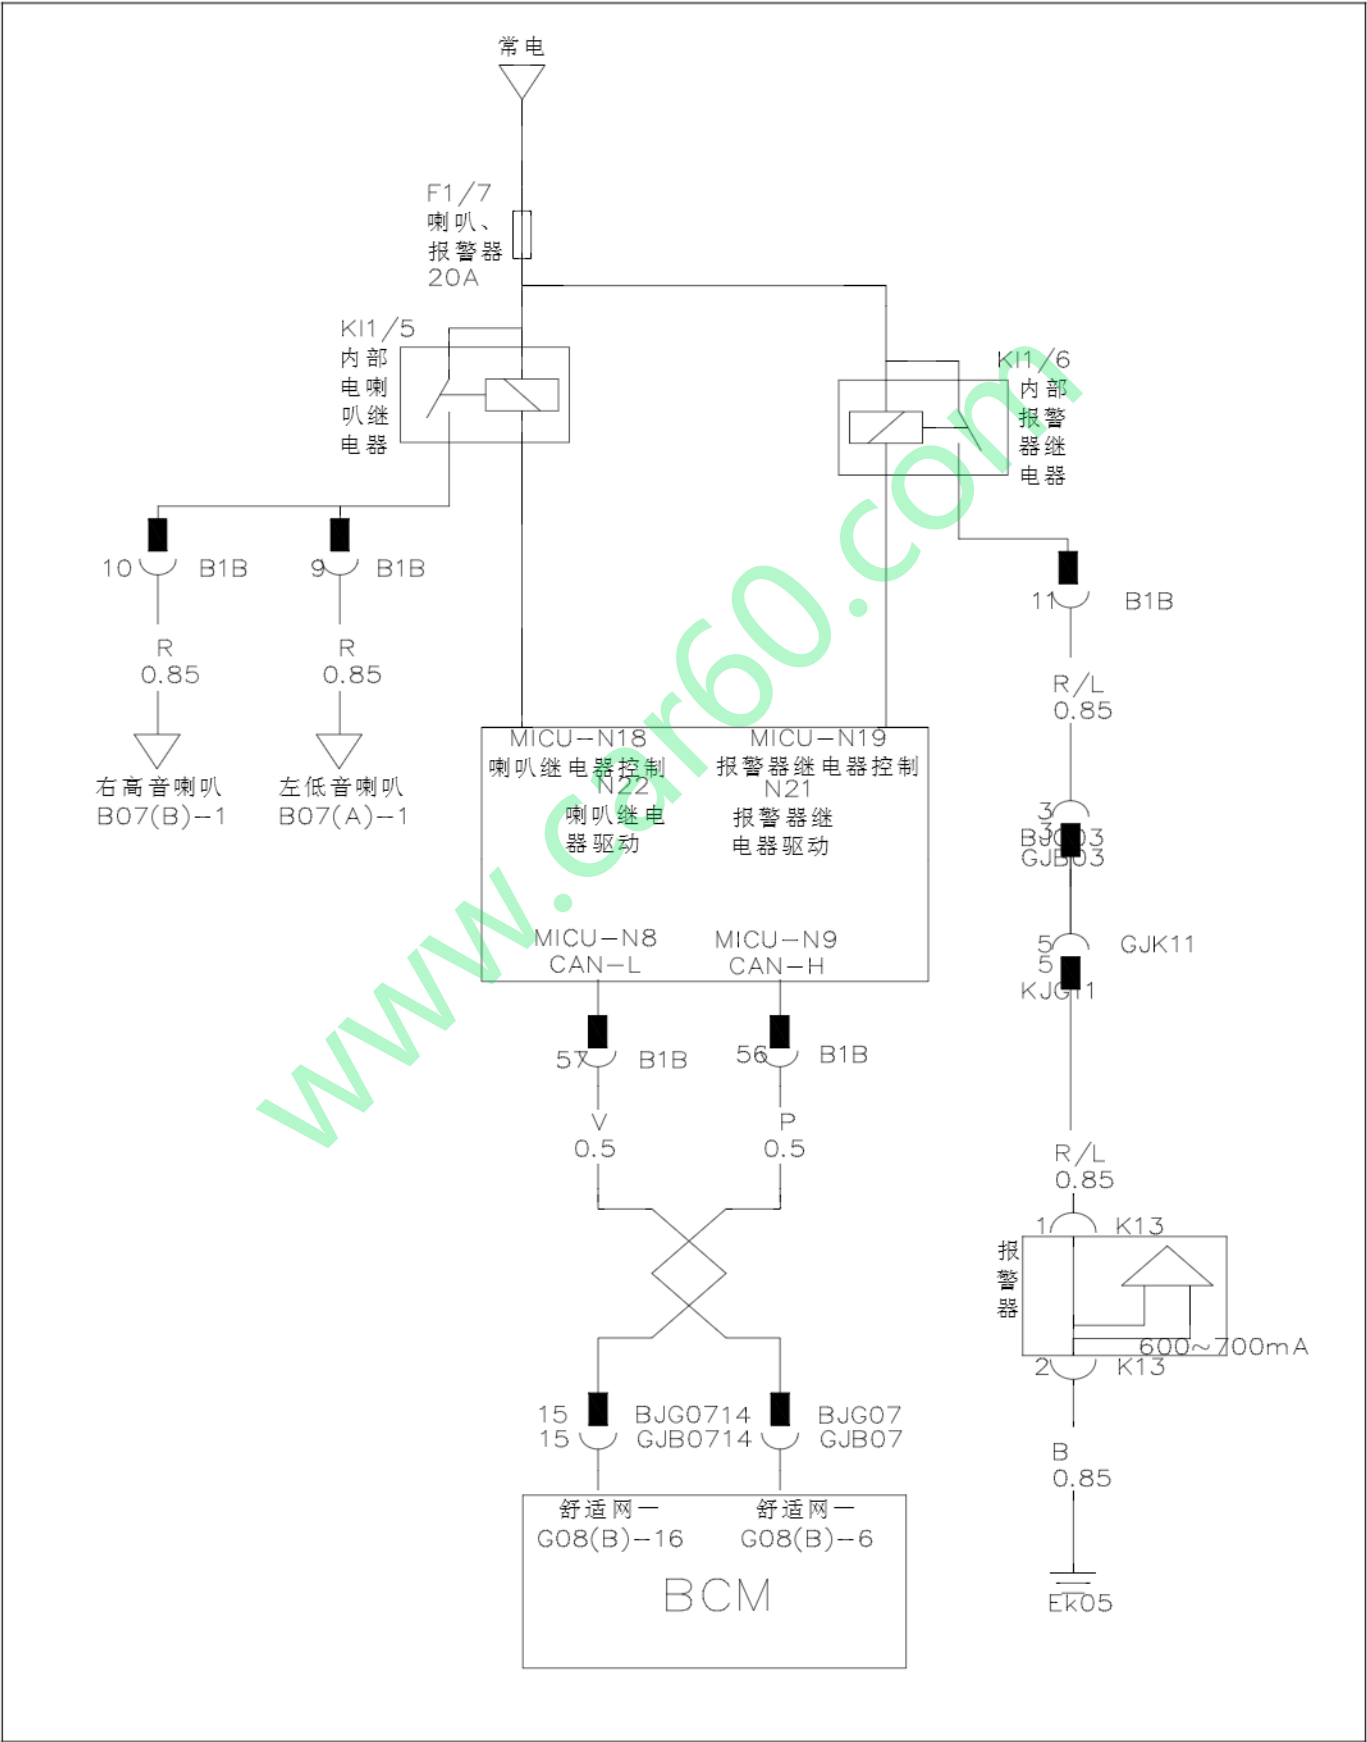 常电
F1/7
喇叭、
报警器
20A
KI1/5
内部
电喇
叭继
电器
KI1/6
内部
报警
器继
电器
10 B1B
9 B1B
11 B1B
R
0.85
R
0.85
R/L
0.85
右高音喇叭
B07(B)-1
左低音喇叭
B07(A)-1
MICU-N18
喇叭继电器控制
N22
喇叭继电
器驱动
MICU-N19
报警器继电器控制
N21
报警器继
电器驱动
3
3
BJG03
GJB03
MICU-N8
CAN-L
MICU-N9
CAN-H
5 GJK11
5
KJG11
57 B1B
56 B1B
V
0.5
P
0.5
R/L
0.85
1 K13
报
警
器
600~700mA
2 K13
15 BJG0714 BJG07
15 GJB0714 GJB07
B
0.85
舒适网一
G08(B)-16
舒适网一
G08(B)-6
BCM
Ek05
www.car60.com